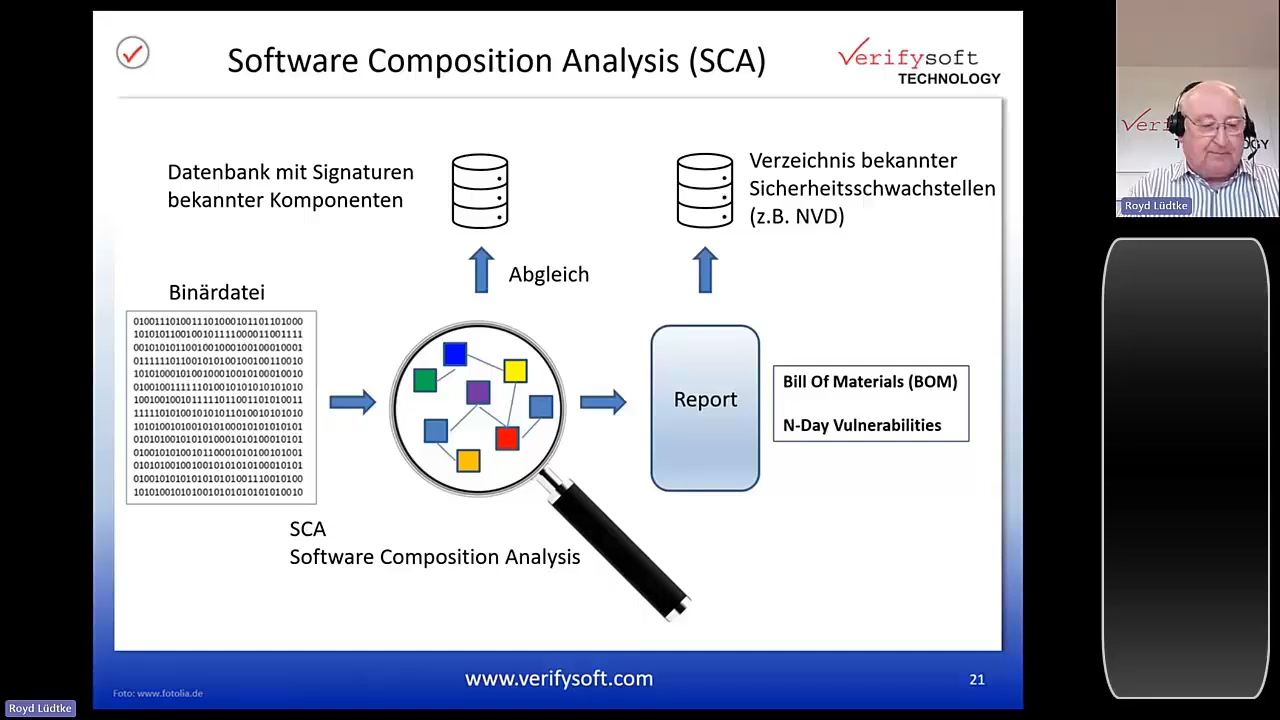 Software Composition Analysis (SCA)
Verifysoft
TECHNOLOGY
Datenbank mit Signaturen
bekannter Komponenten
Verzeichnis bekannter
Sicherheitsschwachstellen
(z.B. NVD)
Abgleich
Binärdatei
Report
Bill Of Materials (BOM)
N-Day Vulnerabilities
SCA
Software Composition Analysis
www.verifysoft.com
21
Foto: www.fotolia.de
Royd Lüdtke
Royd Lüdtke